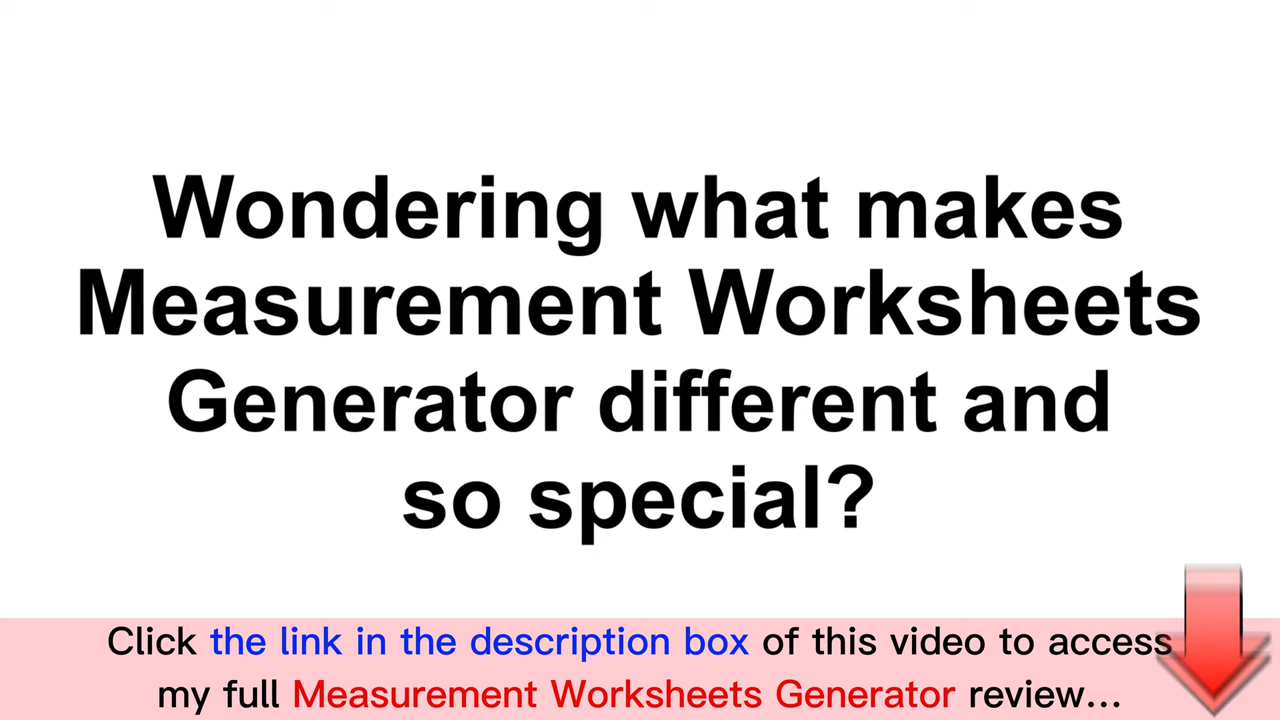 Wondering what makes
Measurement Worksheets
Generator different and
so special?
Click the link in the description box of this video to access
my full Measurement Worksheets Generator review...